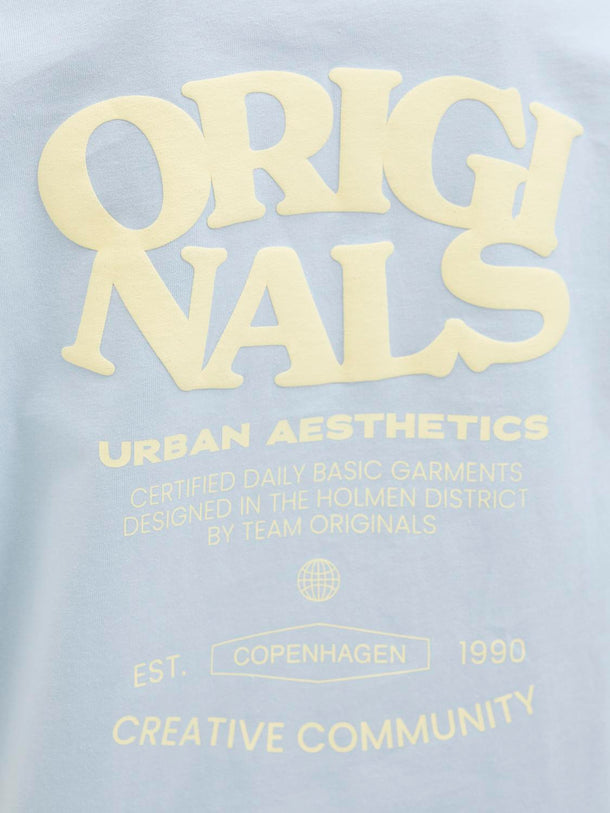 ORIGI
NALS
URBAN AESTHETICS
CERTIFIED DAILY BASIC GARMENTS
DESIGNED IN THE HOLMEN DISTRICT
BY TEAM ORIGINALS
EST. COPENHAGEN 1990
CREATIVE COMMUNITY